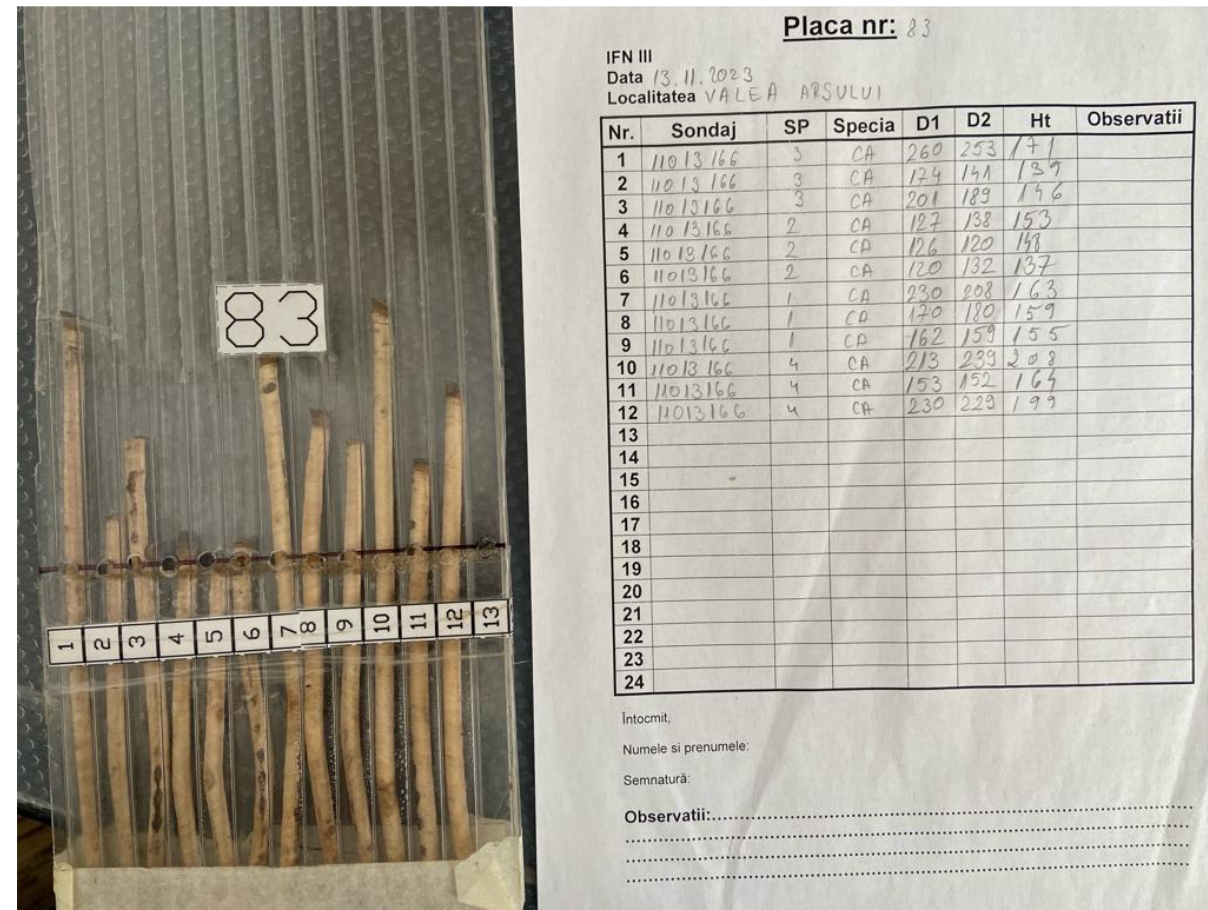 83
1 2 3 4 5 6 7 8 9 10 11 12 13
Placa nr: 83
IFN III
Data 13.11.2023
Localitatea VALEA ARSULUI
Nr. Sondaj SP Specia D1 D2 Ht Observatii
1 11013166 3 CA 260 253 171
2 11013166 3 CA 174 141 139
3 11013166 3 CA 201 189 146
4 11013166 2 CA 127 138 153
5 11013166 2 CA 126 120 148
6 11013166 2 CA 120 132 137
7 11013166 1 CA 230 208 163
8 11013166 1 CA 170 180 159
9 11013166 1 CA 162 159 155
10 11013166 4 CA 213 239 208
11 11013166 4 CA 153 152 164
12 11013166 4 CA 230 229 199
13
14
15
16
17
18
19
20
21
22
23
24
Întocmit,
Numele si prenumele:
Semnatură:
Observatii: